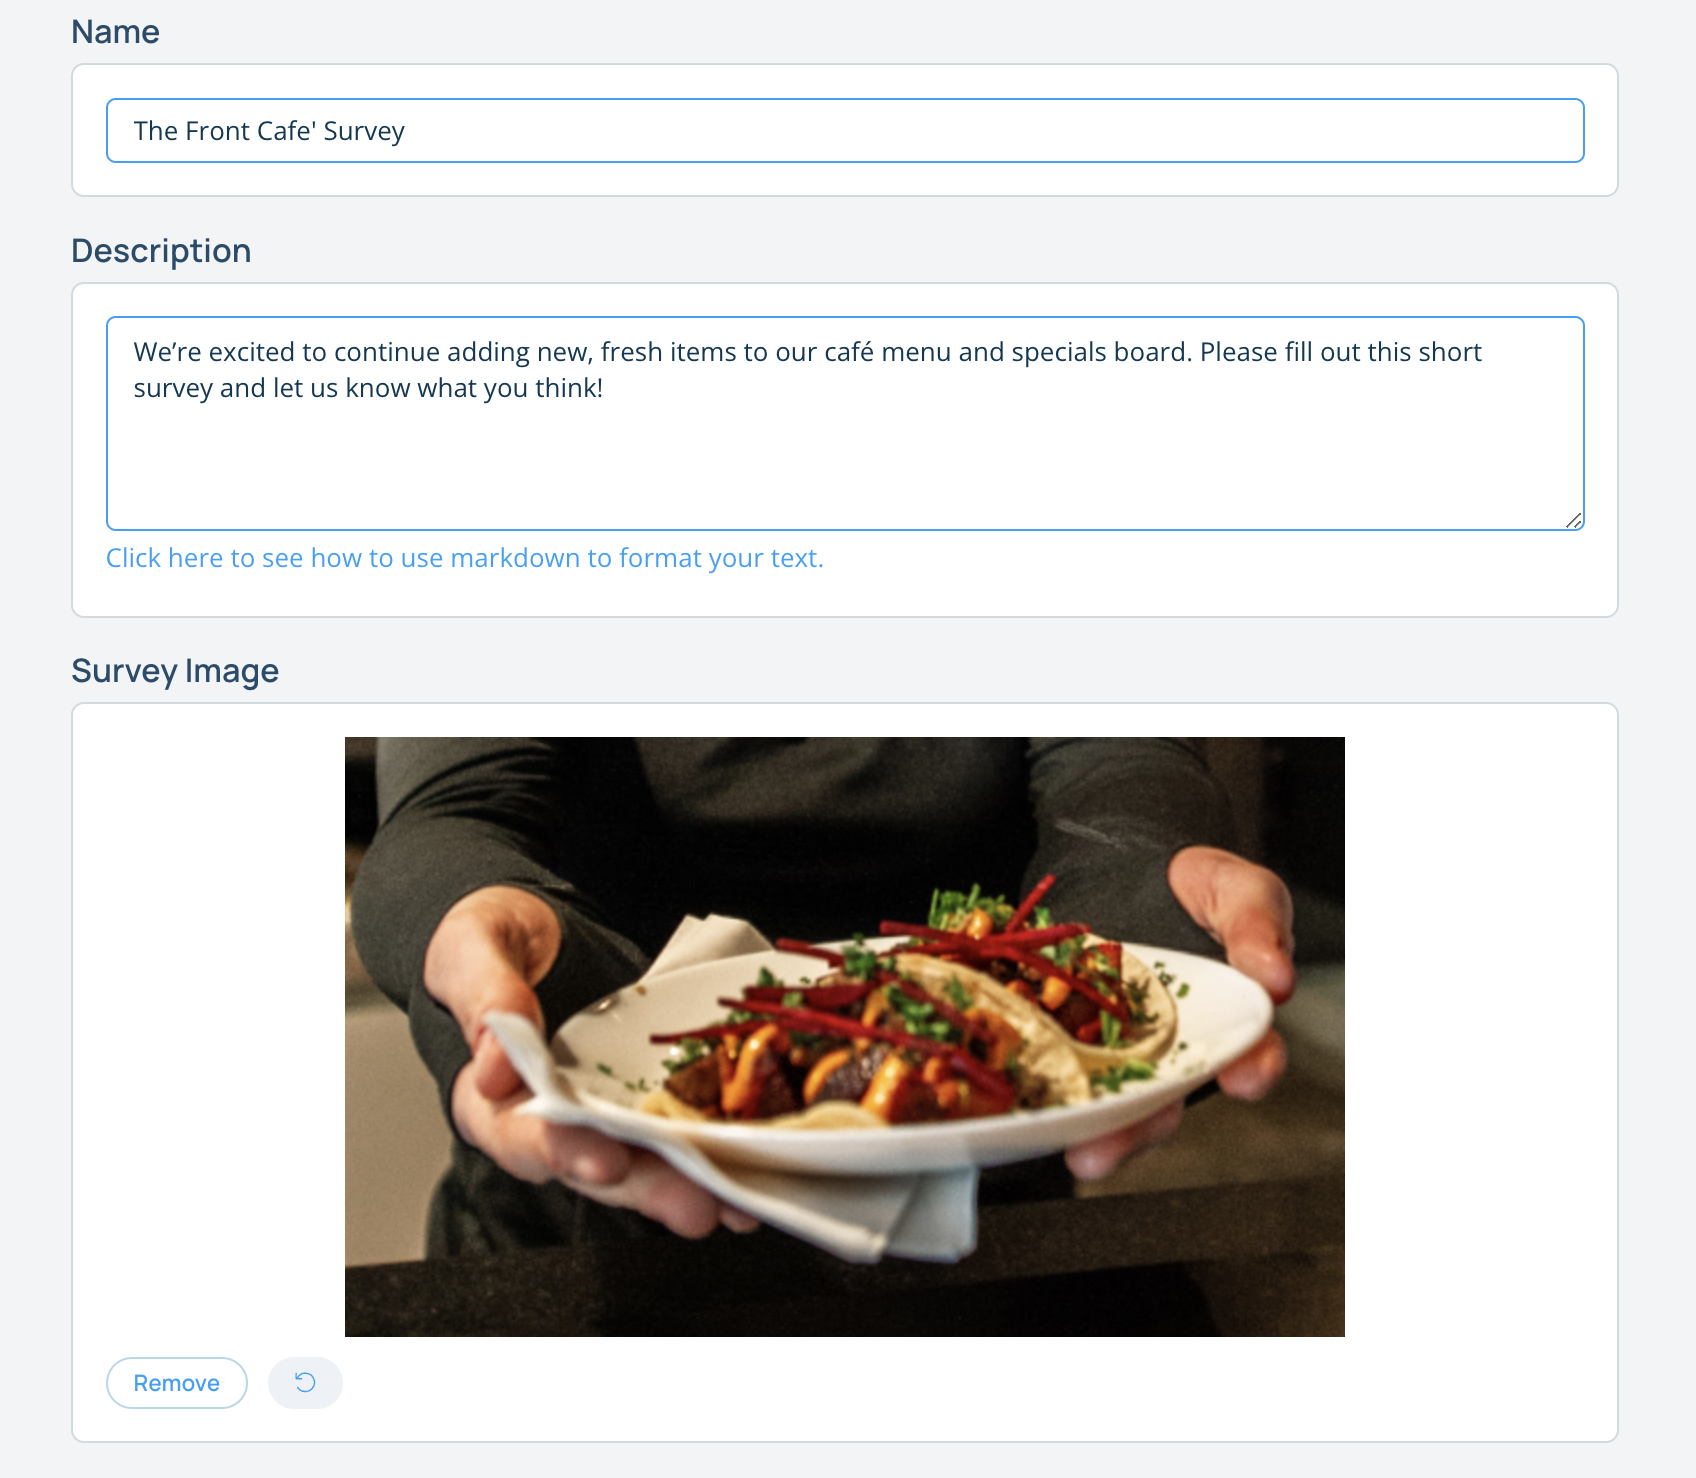 Name
The Front Cafe' Survey
Description
We’re excited to continue adding new, fresh items to our café menu and specials board. Please fill out this short
survey and let us know what you think!
Click here to see how to use markdown to format your text.
Survey Image
Remove